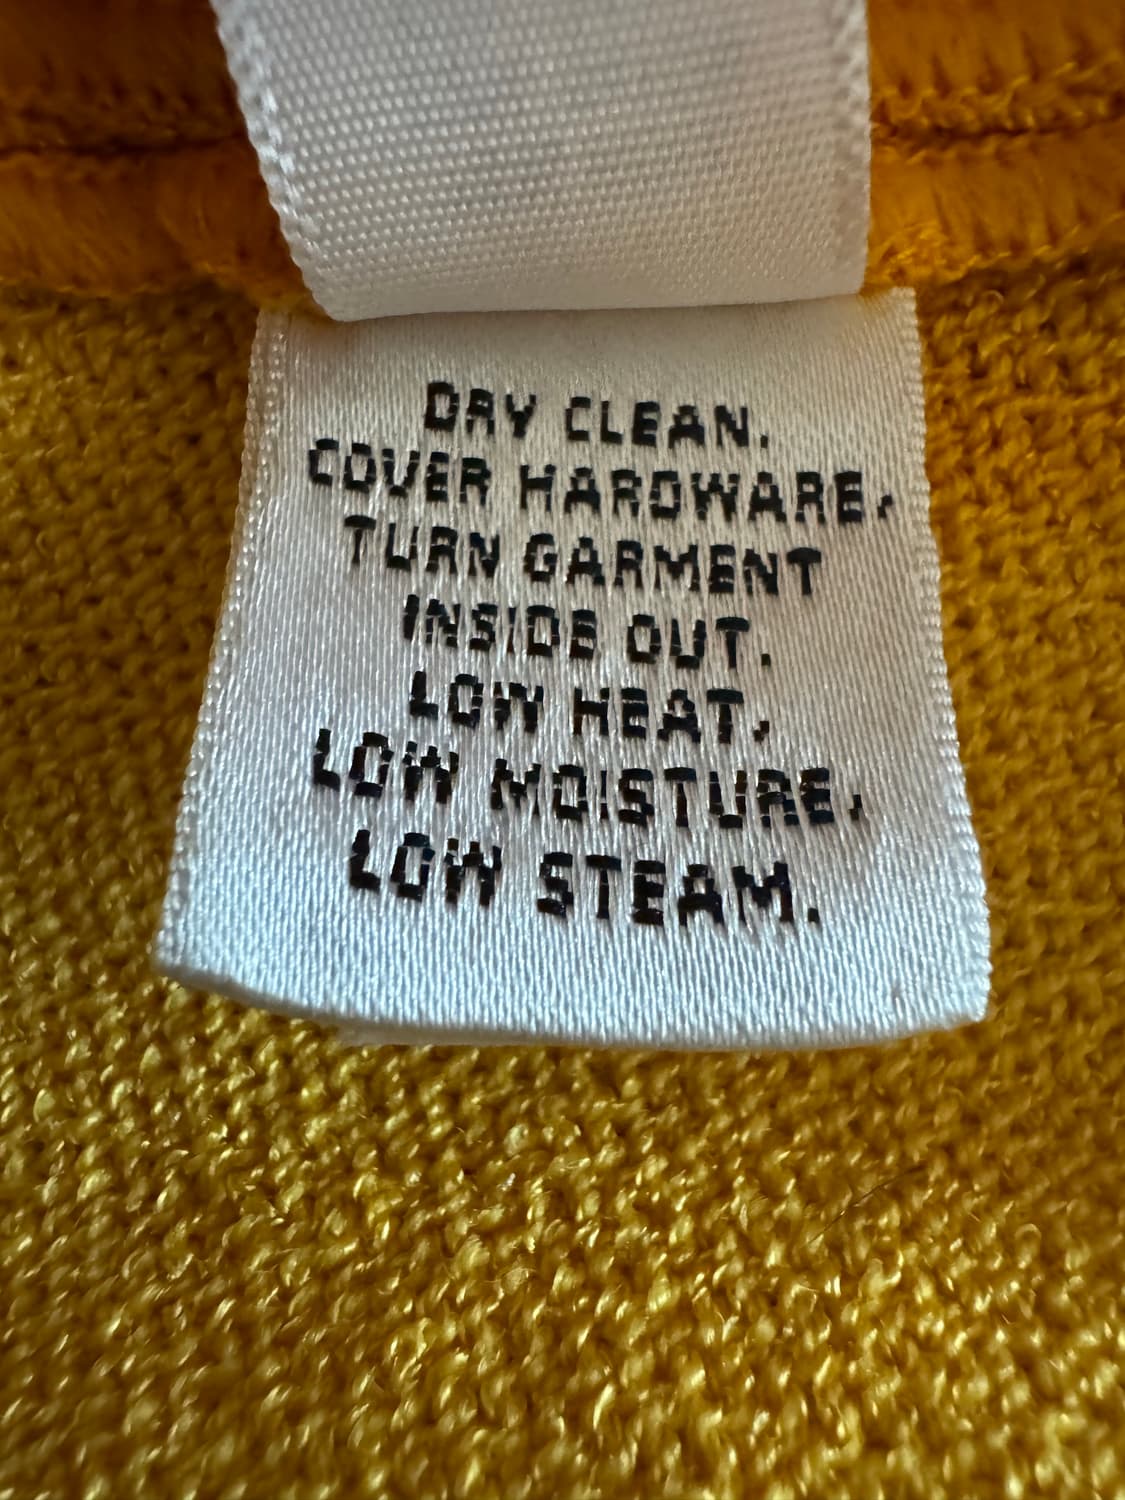 DRY CLEAN.
COVER HARDWARE,
TURN GARMENT
INSIDE OUT.
LOW HEAT,
LOW MOISTURE,
LOW STEAM.